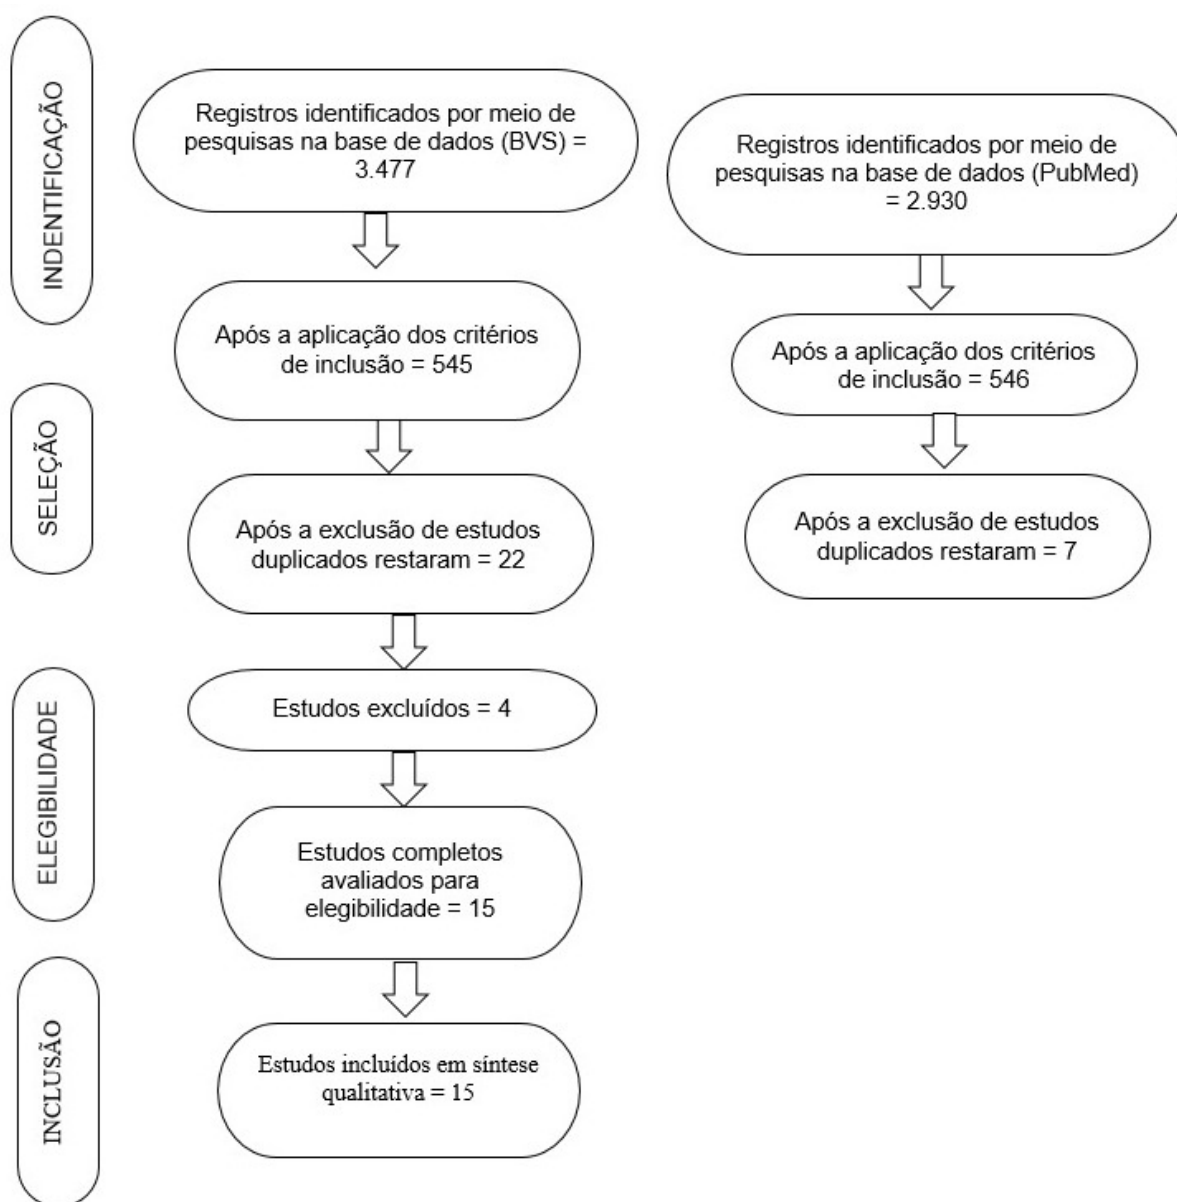 INDENTIFICAÇÃO
Registros identificados por meio de
pesquisas na base de dados (BVS) =
3.477
Registros identificados por meio de
pesquisas na base de dados (PubMed)
= 2.930
Após a aplicação dos critérios
de inclusão = 545
Após a aplicação dos critérios
de inclusão = 546
SELEÇÃO
Após a exclusão de estudos
duplicados restaram = 22
Após a exclusão de estudos
duplicados restaram = 7
ELEGIBILIDADE
Estudos excluídos = 4
Estudos completos
avaliados para
elegibilidade = 15
INCLUSÃO
Estudos incluídos em síntese
qualitativa = 15